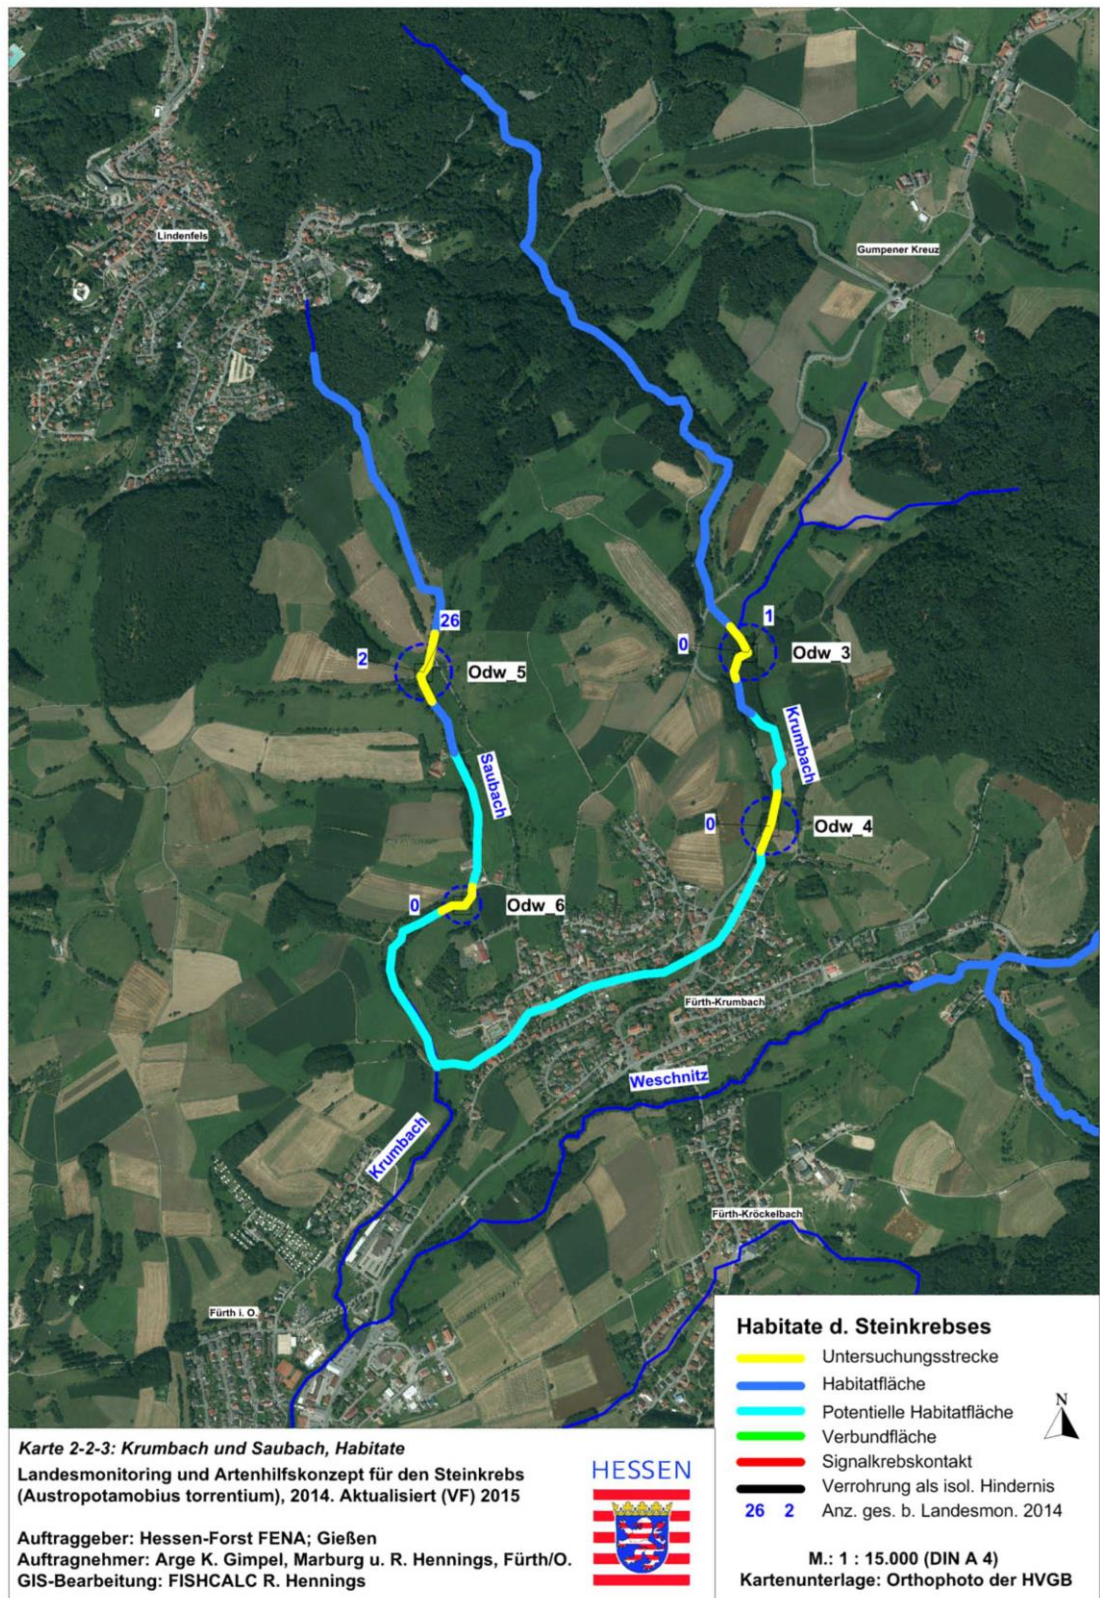 Lindenfels
Gumpener Kreuz
26
2
Odw_5
1
0
Odw_3
Krumbach
Saubach
0
Odw_4
0
Odw_6
Fürth-Krumbach
Weschnitz
Krumbach
Fürth-Kröckelbach
Fürth i. O.
Habitate d. Steinkrebses
Untersuchungsstrecke
Habitatfläche
Potentielle Habitatfläche
Verbundfläche
Signalkrebskontakt
Verrohrung als isol. Hindernis
26 2 Anz. ges. b. Landesmon. 2014
N
M.: 1 : 15.000 (DIN A 4)
Kartenunterlage: Orthophoto der HVGB
Karte 2-2-3: Krumbach und Saubach, Habitate
Landesmonitoring und Artenhilfskonzept für den Steinkrebs
(Austropotamobius torrentium), 2014. Aktualisiert (VF) 2015
Auftraggeber: Hessen-Forst FENA; Gießen
Auftragnehmer: Arge K. Gimpel, Marburg u. R. Hennings, Fürth/O.
GIS-Bearbeitung: FISHCALC R. Hennings
HESSEN